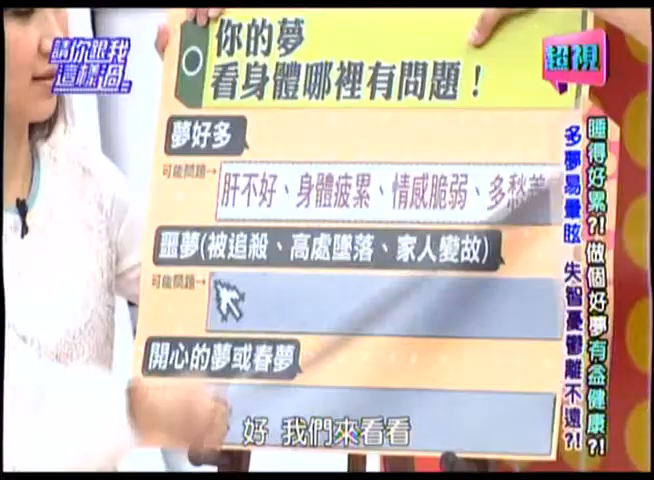 請你跟我
這樣過
超視
你的夢
看身體哪裡有問題！
夢好多
可能問題→
肝不好、身體疲累、情感脆弱、多愁善
噩夢(被追殺、高處墜落、家人變故)
可能問題→
開心的夢或春夢
好 我們來看看
睡得好累?!做個好夢有益健康?!
多夢易暈眩 失智憂鬱離不遠?!